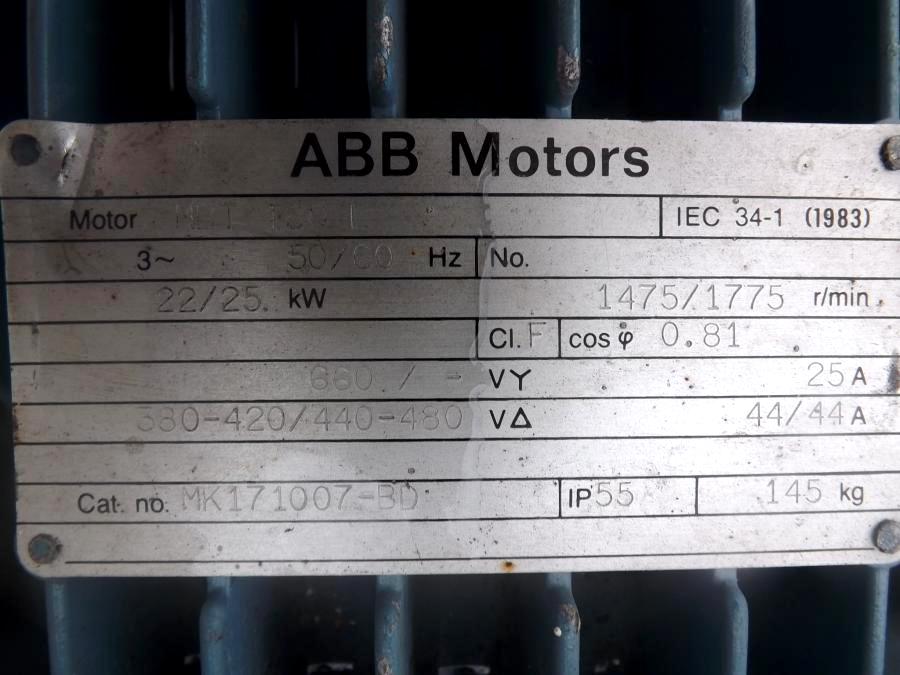 ABB Motors
Motor IEC 34-1 (1983)
3~ 50/60 Hz No.
22/25 kW 1475/1775 r/min
Cl. F cos φ 0.81
660 / - VY 25 A
380-420/440-480 VΔ 44/44 A
Cat. no. MK171007-BD IP 55 145 kg